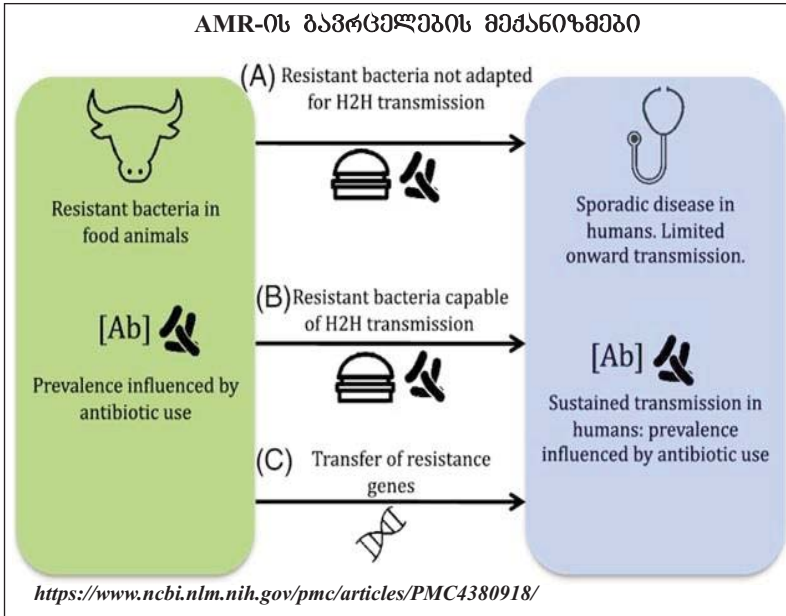 AMR-ის გავრცელების მექანიზმები
(A) Resistant bacteria not adapted
for H2H transmission
Resistant bacteria in
food animals
Sporadic disease in
humans. Limited
onward transmission.
(B) Resistant bacteria capable
of H2H transmission
[Ab]
Prevalence influenced by
antibiotic use
[Ab]
Sustained transmission in
humans: prevalence
influenced by antibiotic use
(C) Transfer of resistance
genes
https://www.ncbi.nlm.nih.gov/pmc/articles/PMC4380918/